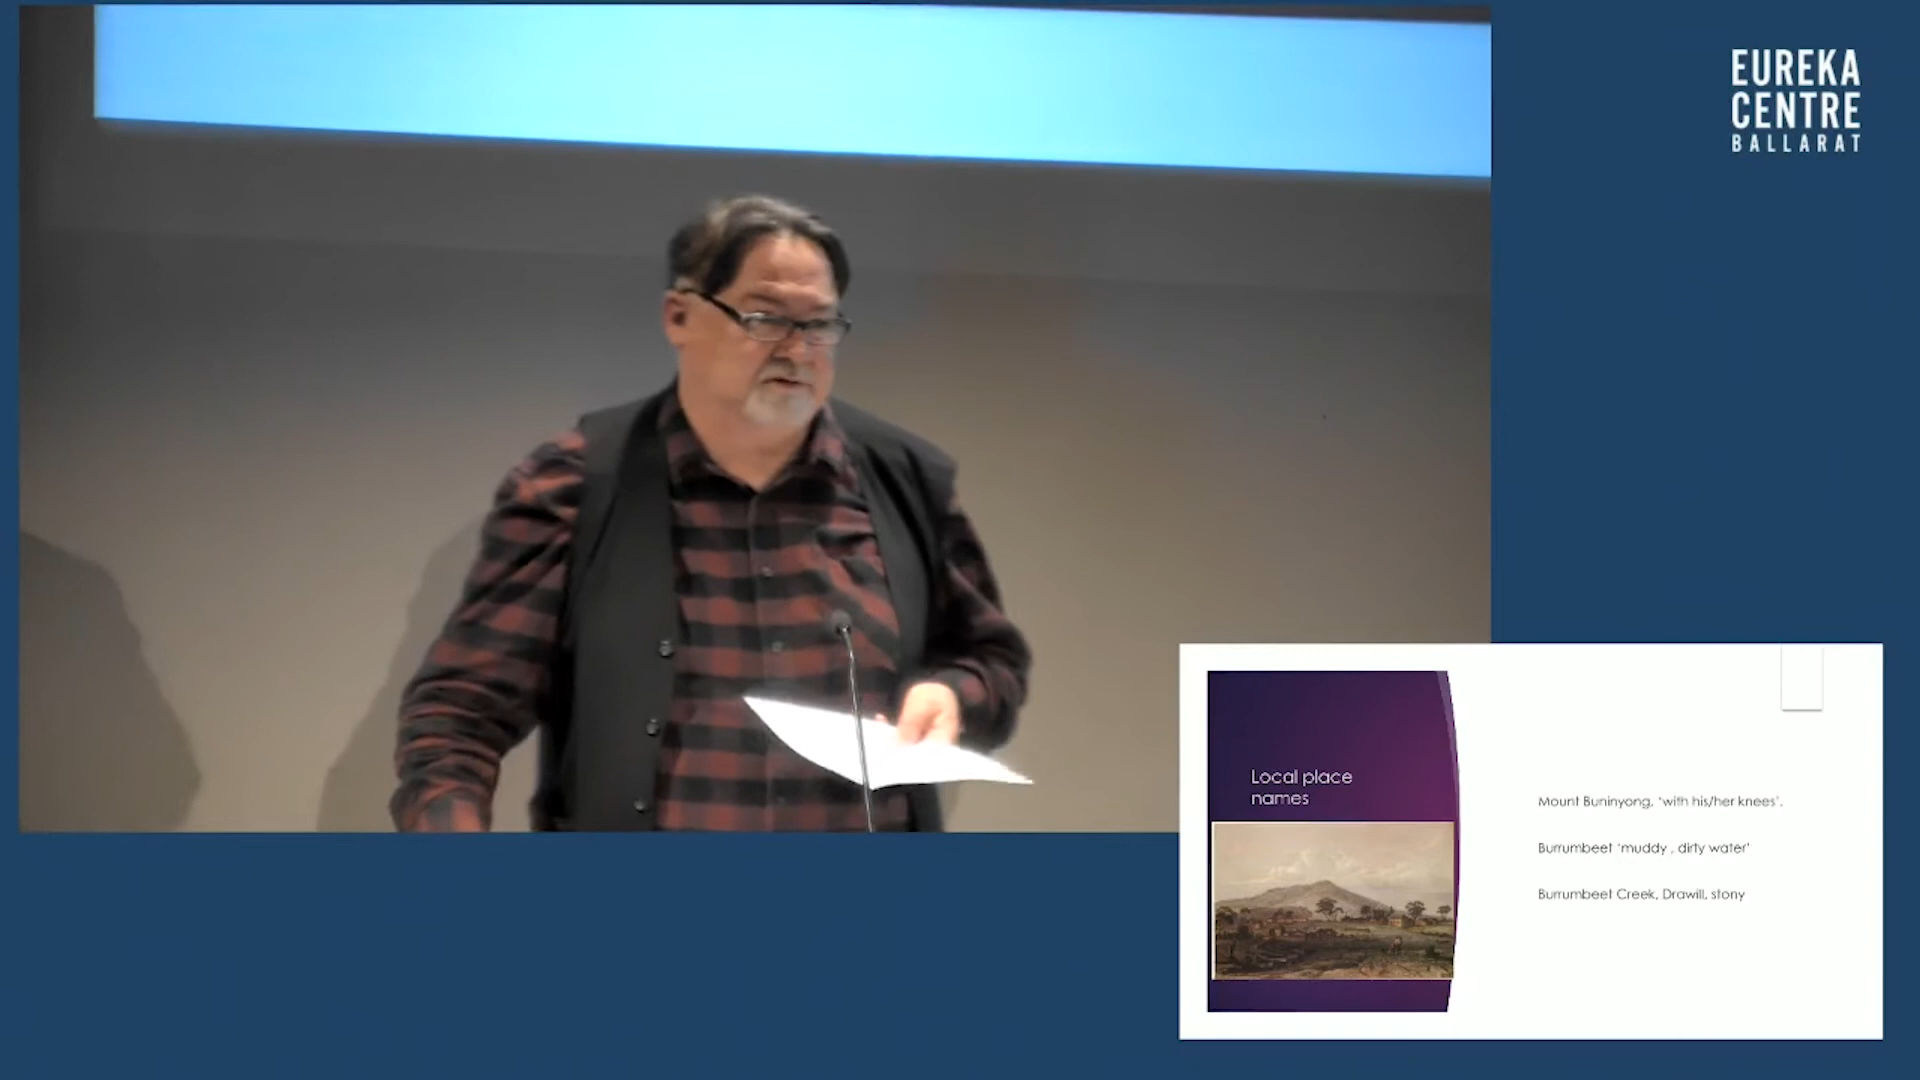 EUREKA
CENTRE
BALLARAT
Local place
names
Mount Buninyong, 'with his/her knees'.
Burrumbeet 'muddy , dirty water'
Burrumbeet Creek, Drawill, stony